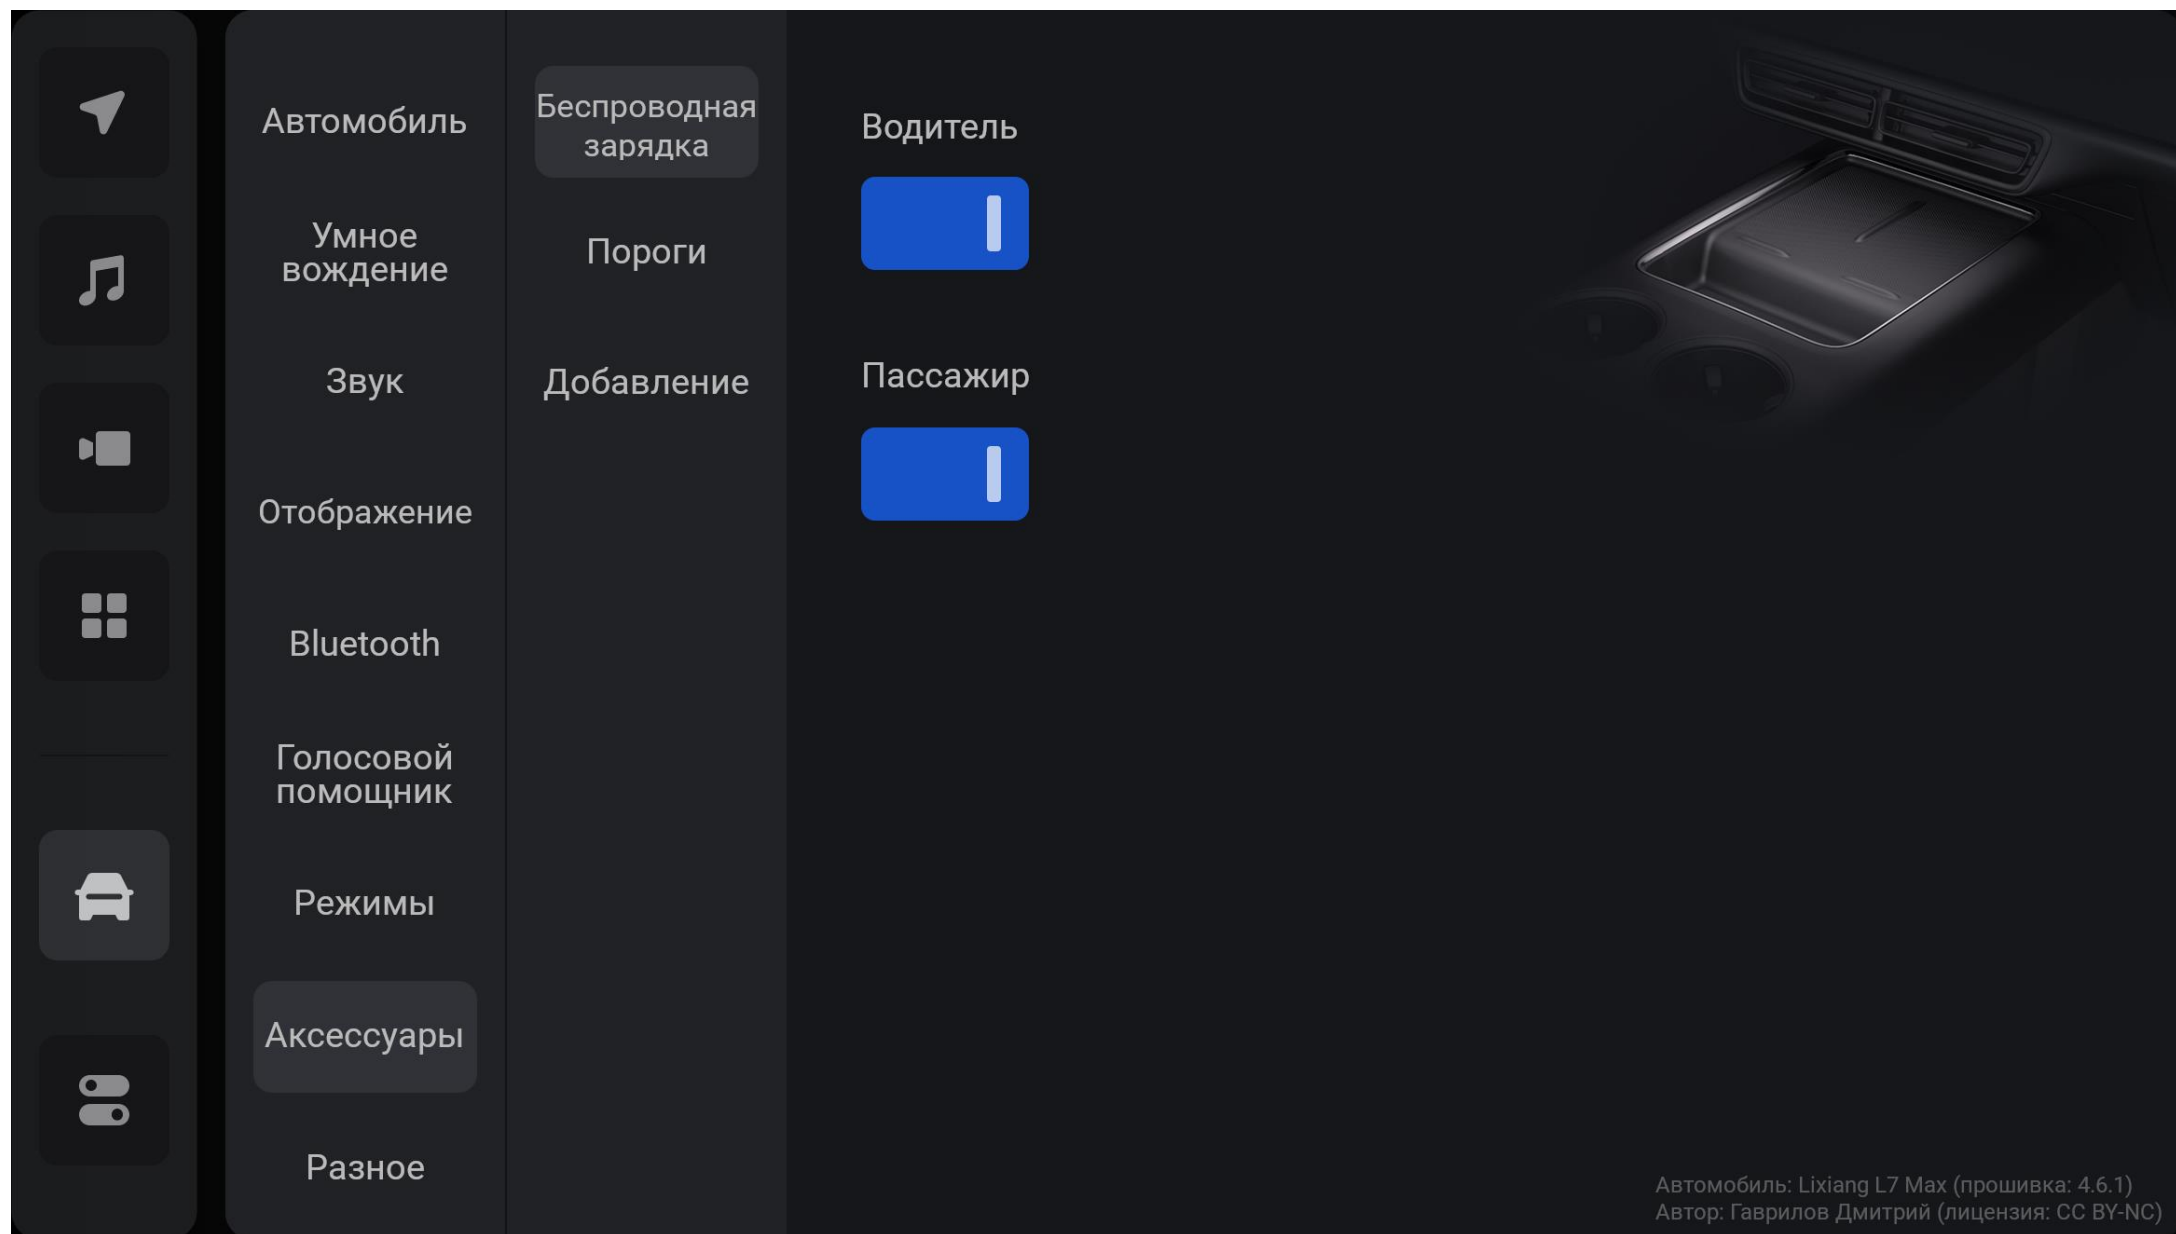 Автомобиль
Умное
вождение
Звук
Отображение
Bluetooth
Голосовой
помощник
Режимы
Аксессуары
Разное
Беспроводная
зарядка
Пороги
Добавление
Водитель
Пассажир
Автомобиль: Lixiang L7 Max (прошивка: 4.6.1)
Автор: Гаврилов Дмитрий (лицензия: CC BY-NC)